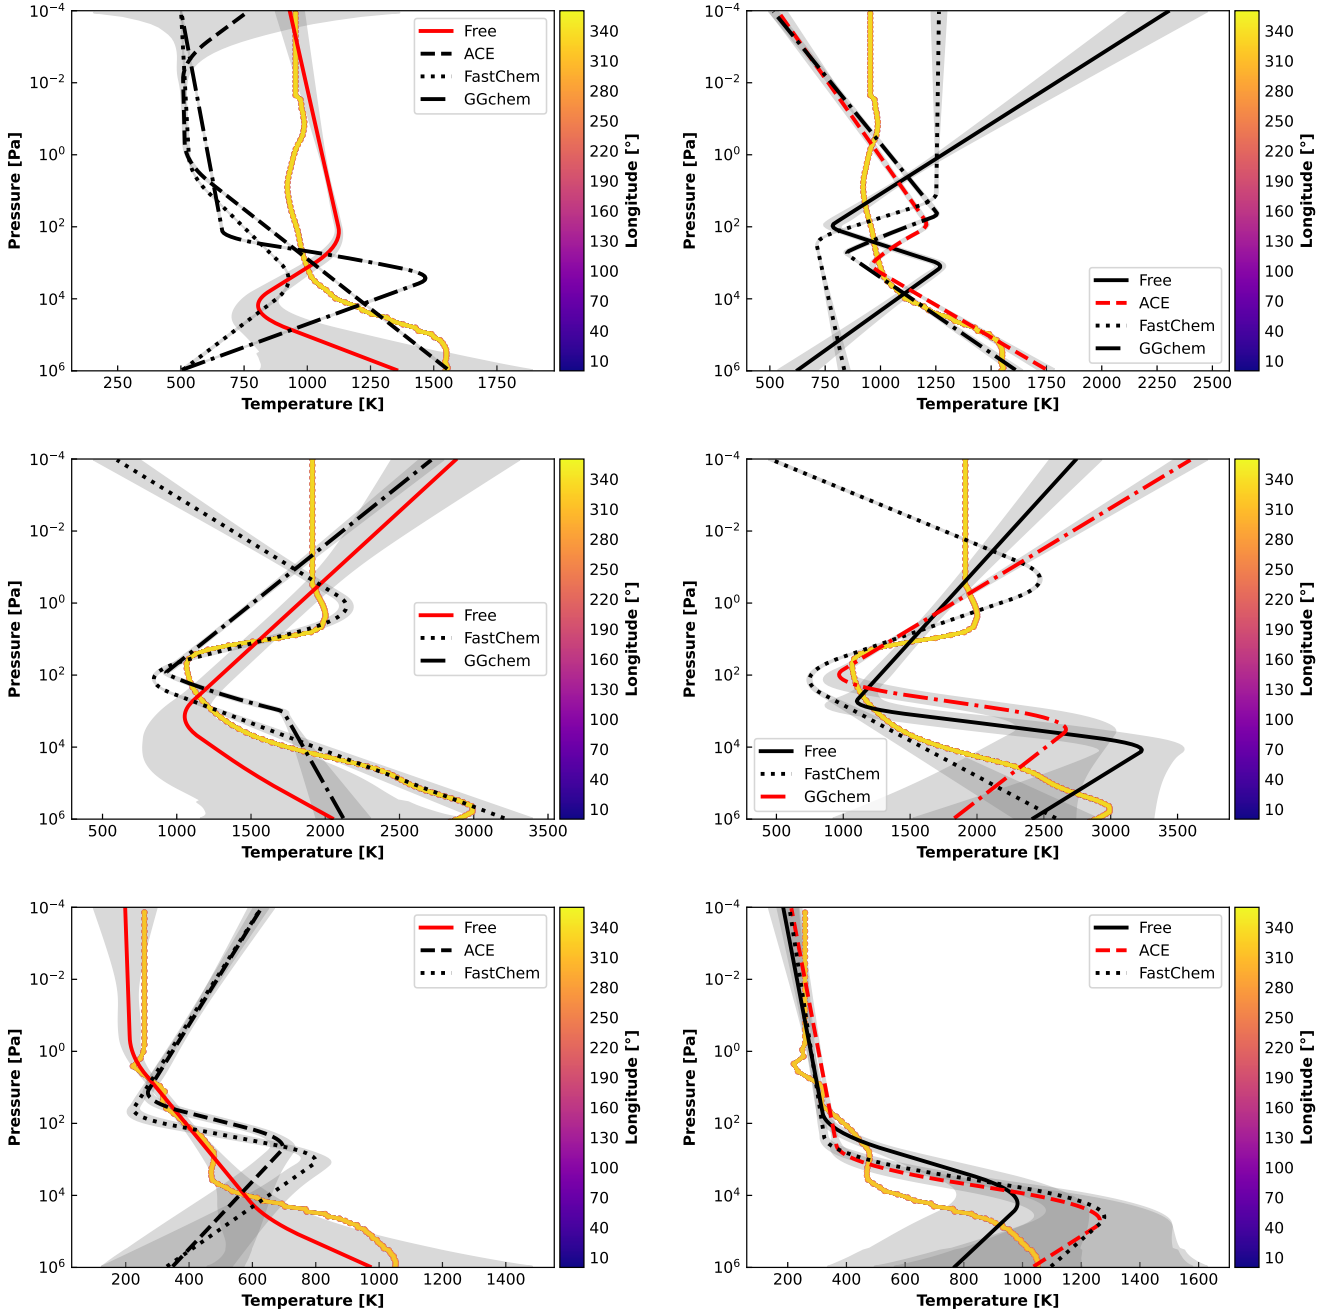 10⁻⁴
10⁻²
10⁰
10²
10⁴
10⁶
Pressure [Pa]
250 500 750 1000 1250 1500 1750
Temperature [K]
Free
ACE
FastChem
GGchem
340
310
280
250
220
190
160
130
100
70
40
10
Longitude [°]
10⁻⁴
10⁻²
10⁰
10²
10⁴
10⁶
Pressure [Pa]
500 750 1000 1250 1500 1750 2000 2250 2500
Temperature [K]
Free
ACE
FastChem
GGchem
340
310
280
250
220
190
160
130
100
70
40
10
Longitude [°]
10⁻⁴
10⁻²
10⁰
10²
10⁴
10⁶
Pressure [Pa]
500 1000 1500 2000 2500 3000 3500
Temperature [K]
Free
FastChem
GGchem
340
310
280
250
220
190
160
130
100
70
40
10
Longitude [°]
10⁻⁴
10⁻²
10⁰
10²
10⁴
10⁶
Pressure [Pa]
500 1000 1500 2000 2500 3000 3500
Temperature [K]
Free
FastChem
GGchem
340
310
280
250
220
190
160
130
100
70
40
10
Longitude [°]
10⁻⁴
10⁻²
10⁰
10²
10⁴
10⁶
Pressure [Pa]
200 400 600 800 1000 1200 1400
Temperature [K]
Free
ACE
FastChem
340
310
280
250
220
190
160
130
100
70
40
10
Longitude [°]
10⁻⁴
10⁻²
10⁰
10²
10⁴
10⁶
Pressure [Pa]
200 400 600 800 1000 1200 1400 1600
Temperature [K]
Free
ACE
FastChem
340
310
280
250
220
190
160
130
100
70
40
10
Longitude [°]